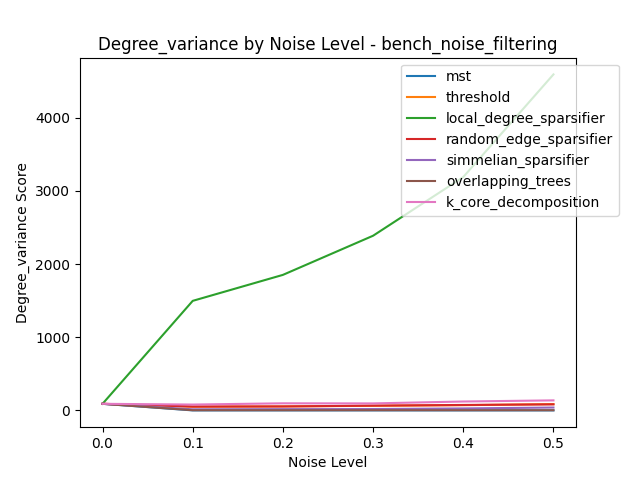 Degree_variance by Noise Level - bench_noise_filtering
mst
threshold
local_degree_sparsifier
random_edge_sparsifier
simmelian_sparsifier
overlapping_trees
k_core_decomposition
Degree_variance Score
4000
3000
2000
1000
0
0.0 0.1 0.2 0.3 0.4 0.5
Noise Level